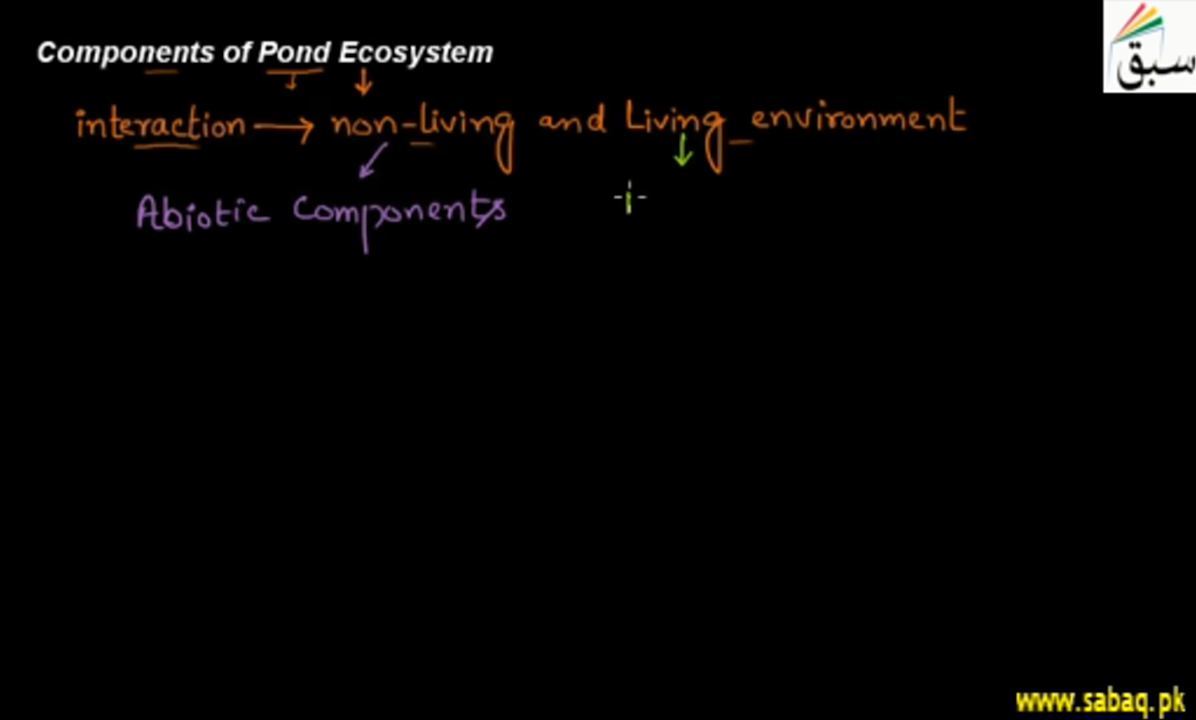 Components of Pond Ecosystem
سبق
interaction → non-living and Living environment
Abiotic Components
www.sabaq.pk